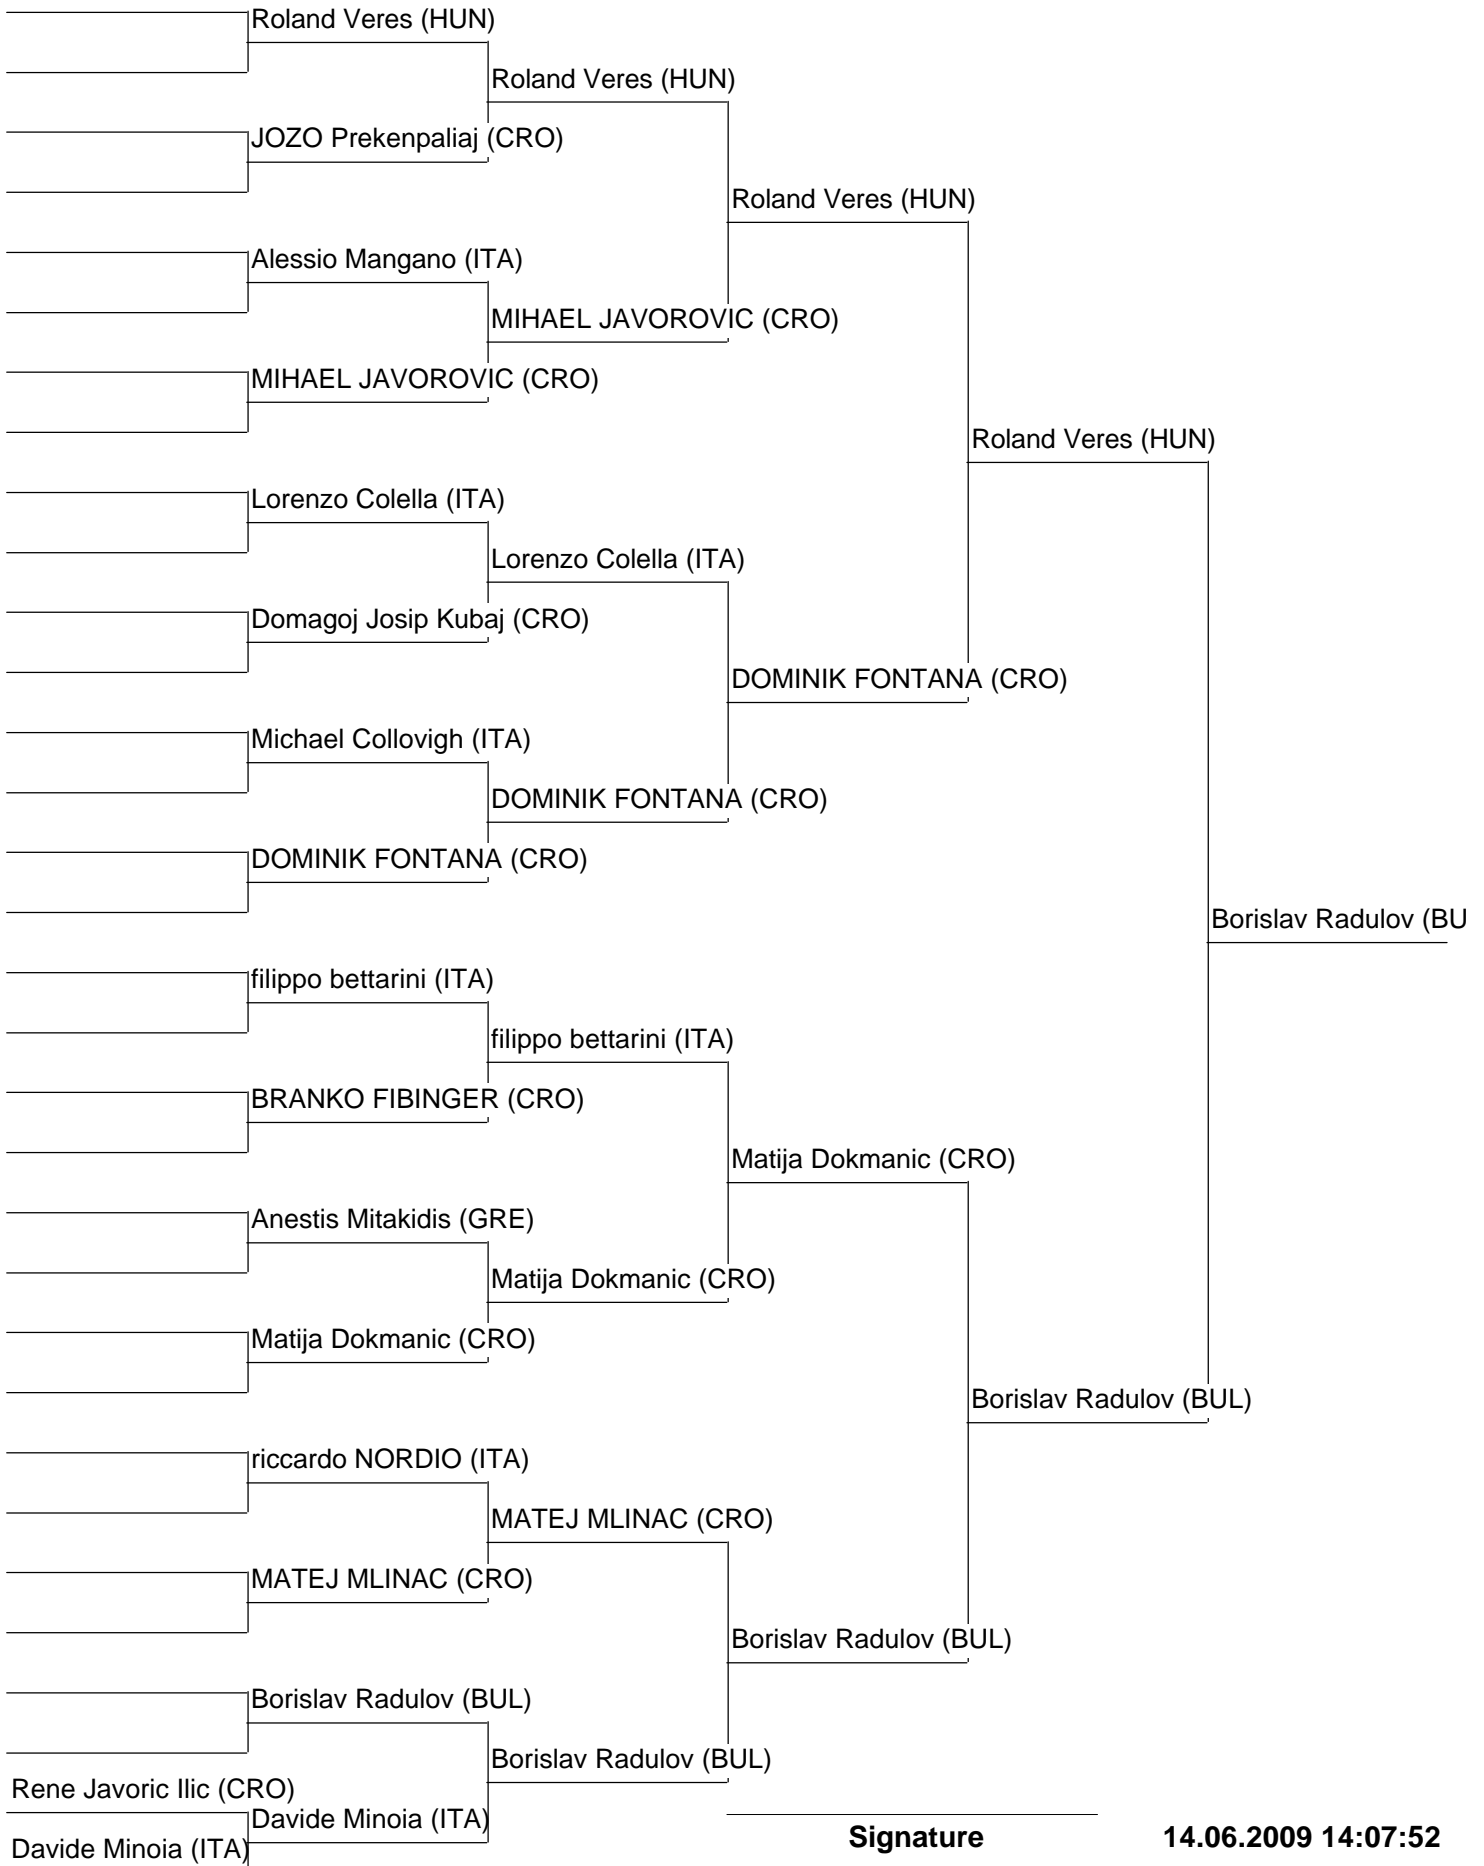 Roland Veres (HUN)
Roland Veres (HUN)
JOZO Prekenpaliaj (CRO)
Roland Veres (HUN)
Alessio Mangano (ITA)
MIHAEL JAVOROVIC (CRO)
MIHAEL JAVOROVIC (CRO)
Roland Veres (HUN)
Lorenzo Colella (ITA)
Lorenzo Colella (ITA)
Domagoj Josip Kubaj (CRO)
DOMINIK FONTANA (CRO)
Michael Collovigh (ITA)
DOMINIK FONTANA (CRO)
DOMINIK FONTANA (CRO)
Borislav Radulov (BU
filippo bettarini (ITA)
filippo bettarini (ITA)
BRANKO FIBINGER (CRO)
Matija Dokmanic (CRO)
Anestis Mitakidis (GRE)
Matija Dokmanic (CRO)
Matija Dokmanic (CRO)
Borislav Radulov (BUL)
riccardo NORDIO (ITA)
MATEJ MLINAC (CRO)
MATEJ MLINAC (CRO)
Borislav Radulov (BUL)
Borislav Radulov (BUL)
Borislav Radulov (BUL)
Rene Javoric Ilic (CRO)
Davide Minoia (ITA)
Davide Minoia (ITA)
Signature 14.06.2009 14:07:52